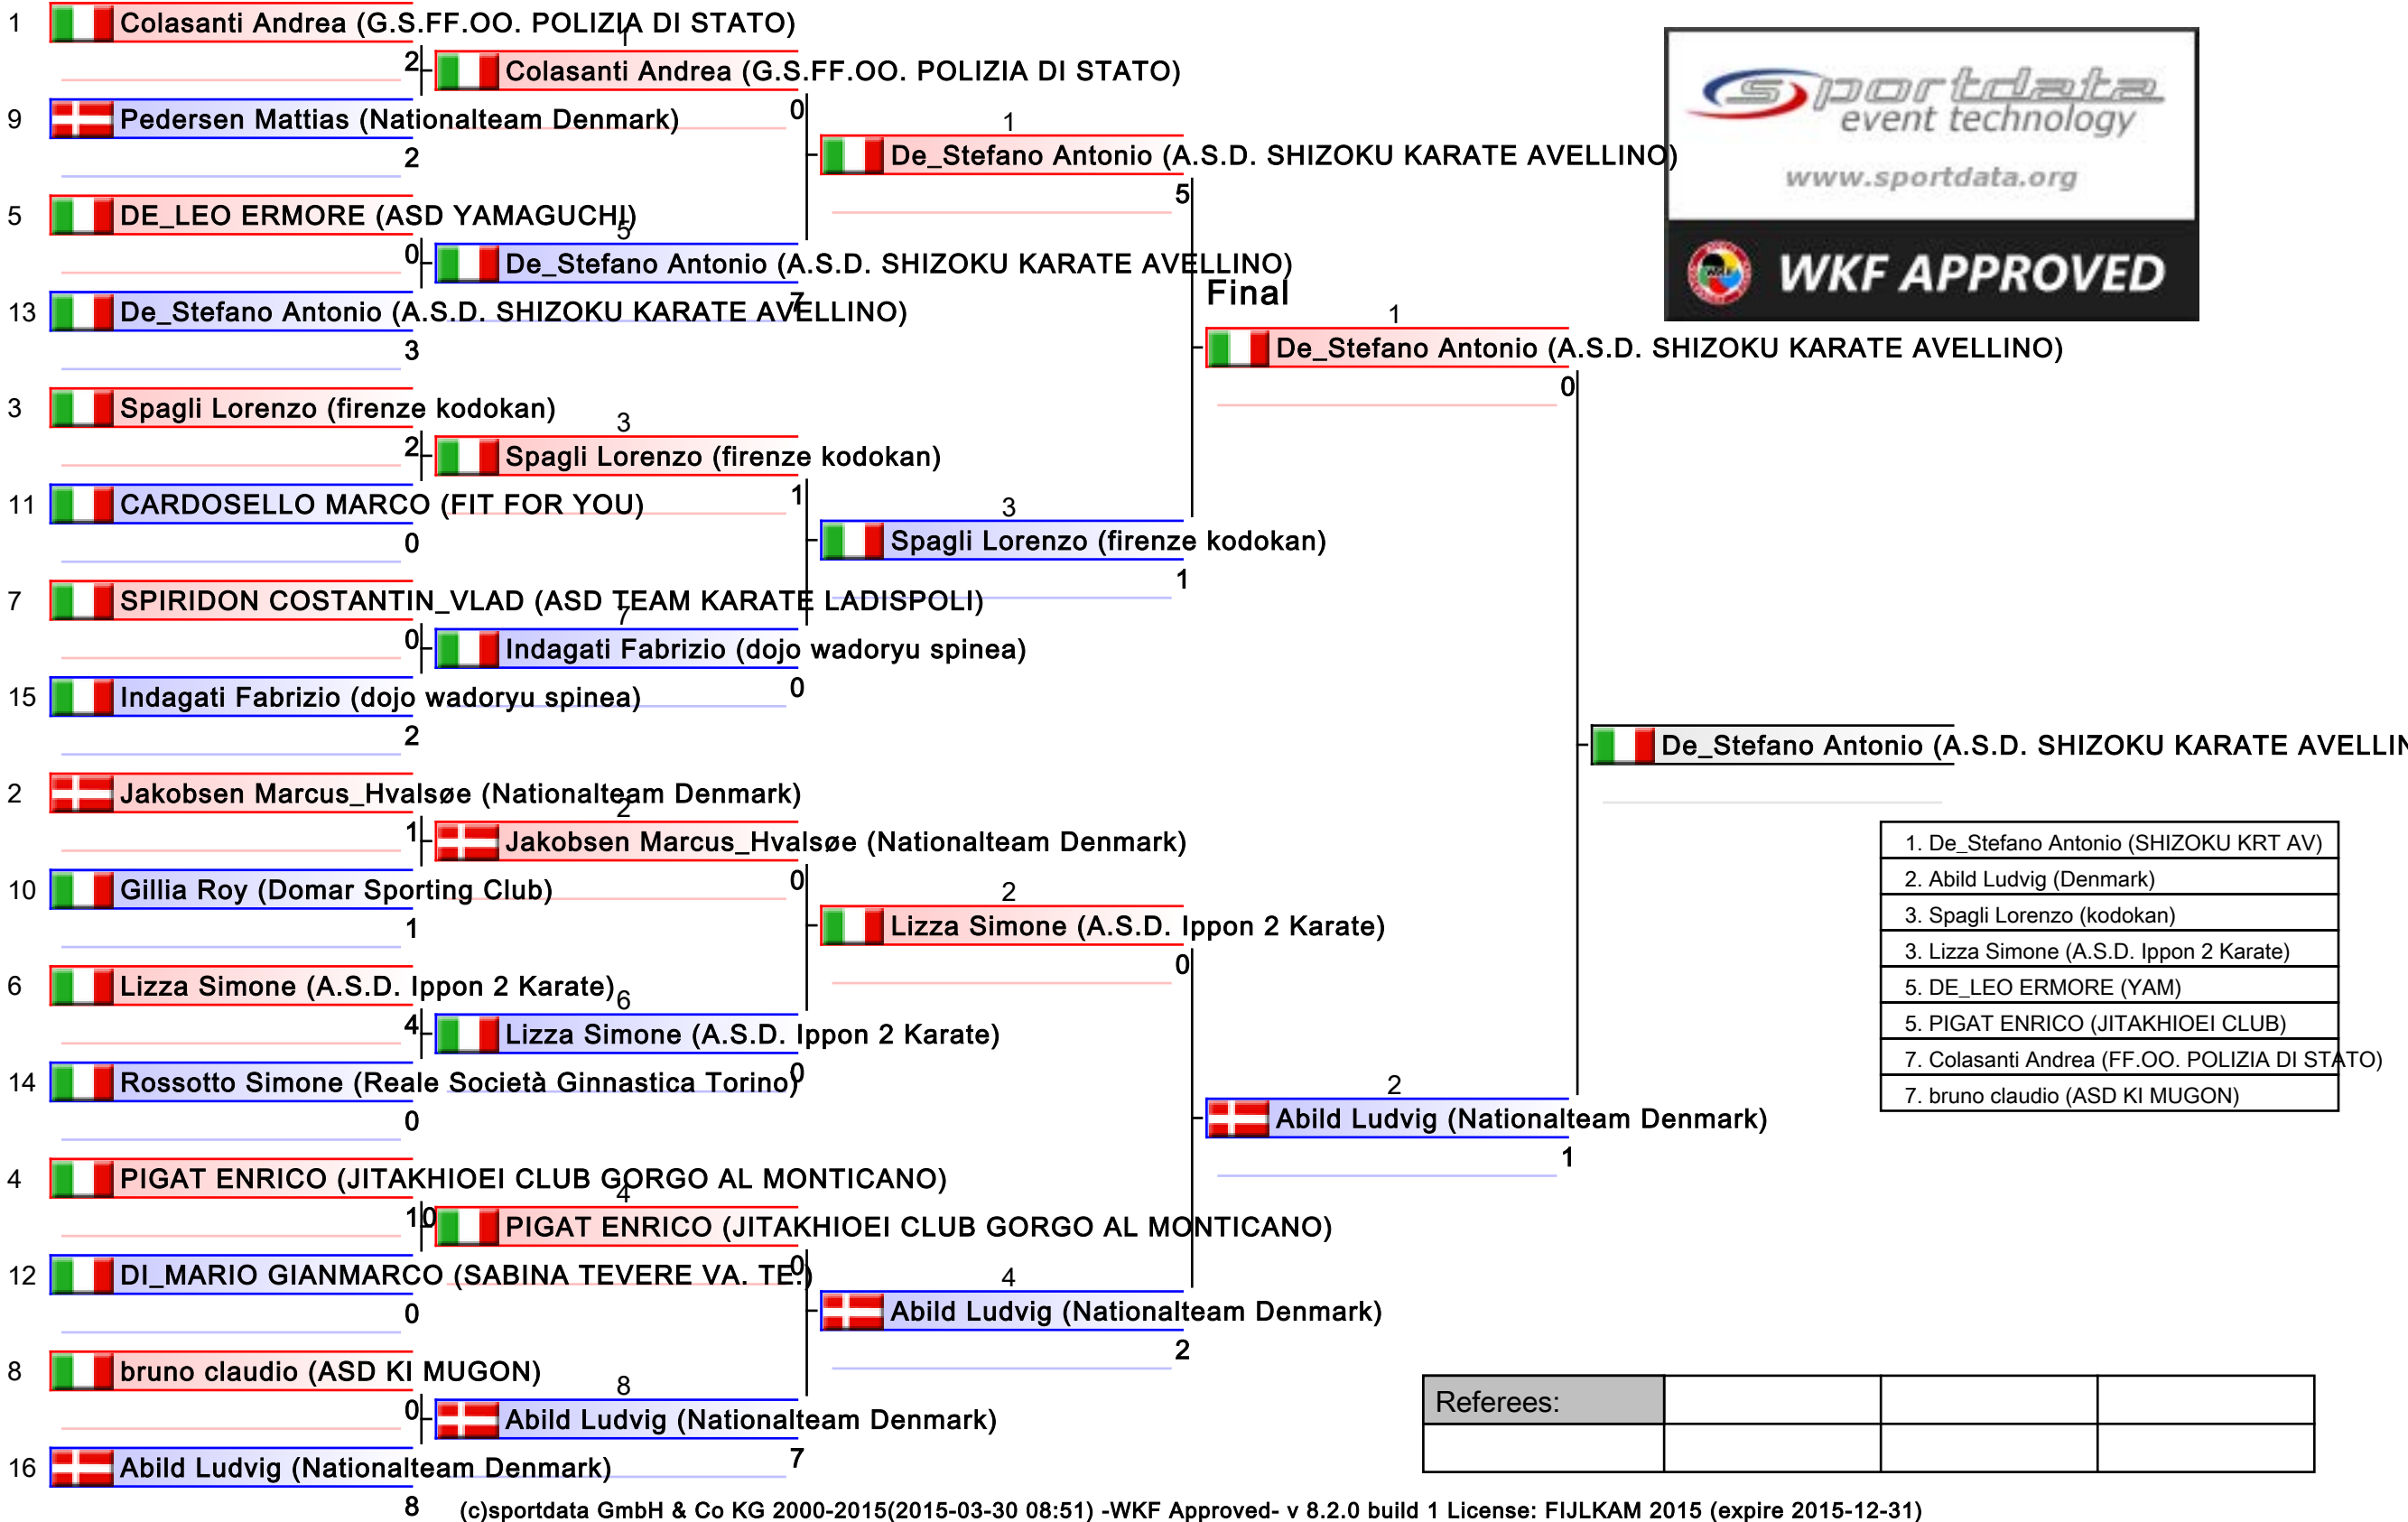 1 Colasanti Andrea (G.S.FF.OO. POLIZIA DI STATO)
2
9 Pedersen Mattias (Nationalteam Denmark)
2
5 DE_LEO ERMORE (ASD YAMAGUCHI)
0
13 De_Stefano Antonio (A.S.D. SHIZOKU KARATE AVELLINO)
3
3 Spagli Lorenzo (firenze kodokan)
2
11 CARDOSELLO MARCO (FIT FOR YOU)
0
7 SPIRIDON COSTANTIN_VLAD (ASD TEAM KARATE LADISPOLI)
0
15 Indagati Fabrizio (dojo wadoryu spinea)
2
2 Jakobsen Marcus_Hvalsøe (Nationalteam Denmark)
1
10 Gillia Roy (Domar Sporting Club)
1
6 Lizza Simone (A.S.D. Ippon 2 Karate)
4
14 Rossotto Simone (Reale Società Ginnastica Torino)
0
4 PIGAT ENRICO (JITAKHIOEI CLUB GORGO AL MONTICANO)
10
12 DI_MARIO GIANMARCO (SABINA TEVERE VA. TE.)
0
8 bruno claudio (ASD KI MUGON)
0
16 Abild Ludvig (Nationalteam Denmark)
8
1
Colasanti Andrea (G.S.FF.OO. POLIZIA DI STATO)
0
5
De_Stefano Antonio (A.S.D. SHIZOKU KARATE AVELLINO)
7
3
Spagli Lorenzo (firenze kodokan)
1
7
Indagati Fabrizio (dojo wadoryu spinea)
0
2
Jakobsen Marcus_Hvalsøe (Nationalteam Denmark)
0
6
Lizza Simone (A.S.D. Ippon 2 Karate)
0
4
PIGAT ENRICO (JITAKHIOEI CLUB GORGO AL MONTICANO)
0
8
Abild Ludvig (Nationalteam Denmark)
7
1
De_Stefano Antonio (A.S.D. SHIZOKU KARATE AVELLINO)
5
3
Spagli Lorenzo (firenze kodokan)
1
2
Lizza Simone (A.S.D. Ippon 2 Karate)
0
4
Abild Ludvig (Nationalteam Denmark)
2
Final
1
De_Stefano Antonio (A.S.D. SHIZOKU KARATE AVELLINO)
0
2
Abild Ludvig (Nationalteam Denmark)
1
De_Stefano Antonio (A.S.D. SHIZOKU KARATE AVELLIN
sportdata
event technology
www.sportdata.org
WKF APPROVED
1. De_Stefano Antonio (SHIZOKU KRT AV)
2. Abild Ludvig (Denmark)
3. Spagli Lorenzo (kodokan)
3. Lizza Simone (A.S.D. Ippon 2 Karate)
5. DE_LEO ERMORE (YAM)
5. PIGAT ENRICO (JITAKHIOEI CLUB)
7. Colasanti Andrea (FF.OO. POLIZIA DI STATO)
7. bruno claudio (ASD KI MUGON)
Referees:
(c)sportdata GmbH & Co KG 2000-2015(2015-03-30 08:51) -WKF Approved- v 8.2.0 build 1 License: FIJLKAM 2015 (expire 2015-12-31)